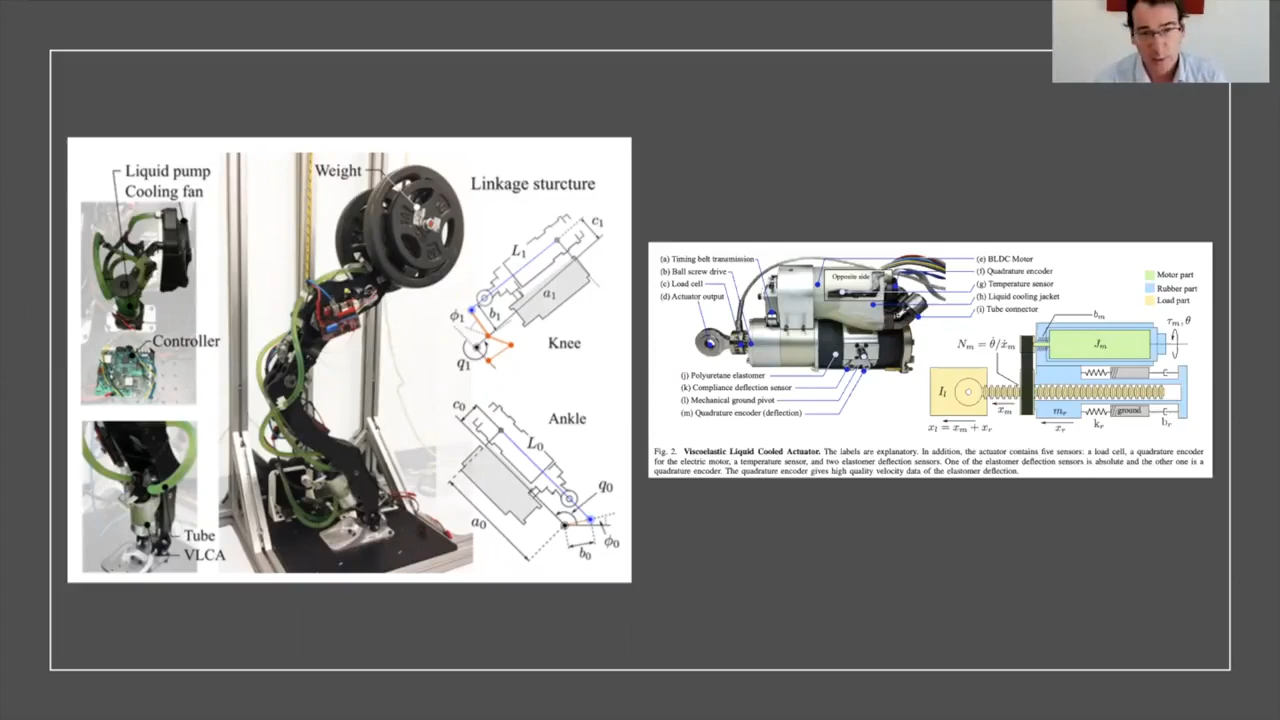 Liquid pump
Cooling fan
Weight
Linkage sturcture
Controller
Tube
VLCA
L₁
c₁
a₁
b₁
ϕ₁
q₁
Knee
c₀
Ankle
L₀
q₀
a₀
b₀
ϕ₀
(a) Timing belt transmission
(b) Ball screw drive
(c) Load cell
(d) Actuator output
Opposite side
(e) BLDC Motor
(f) Quadrature encoder
(g) Temperature sensor
(h) Liquid cooling jacket
(i) Tube connector
(j) Polyuretane elastomer
(k) Compliance deflection sensor
(l) Mechanical ground pivot
(m) Quadrature encoder (deflection)
Motor part
Rubber part
Load part
bₘ
τₘ, θ
Nₘ = θ̇/ẋₘ
Jₘ
Iₗ
xₘ
mᵣ
ground
kᵣ
bᵣ
xₗ = xₘ + xᵣ
xᵣ
Fig. 2. Viscoelastic Liquid Cooled Actuator. The labels are explanatory. In addition, the actuator contains five sensors: a load cell, a quadrature encoder
for the electric motor, a temperature sensor, and two elastomer deflection sensors. One of the elastomer deflection sensors is absolute and the other one is a
quadrature encoder. The quadrature encoder gives high quality velocity data of the elastomer deflection.